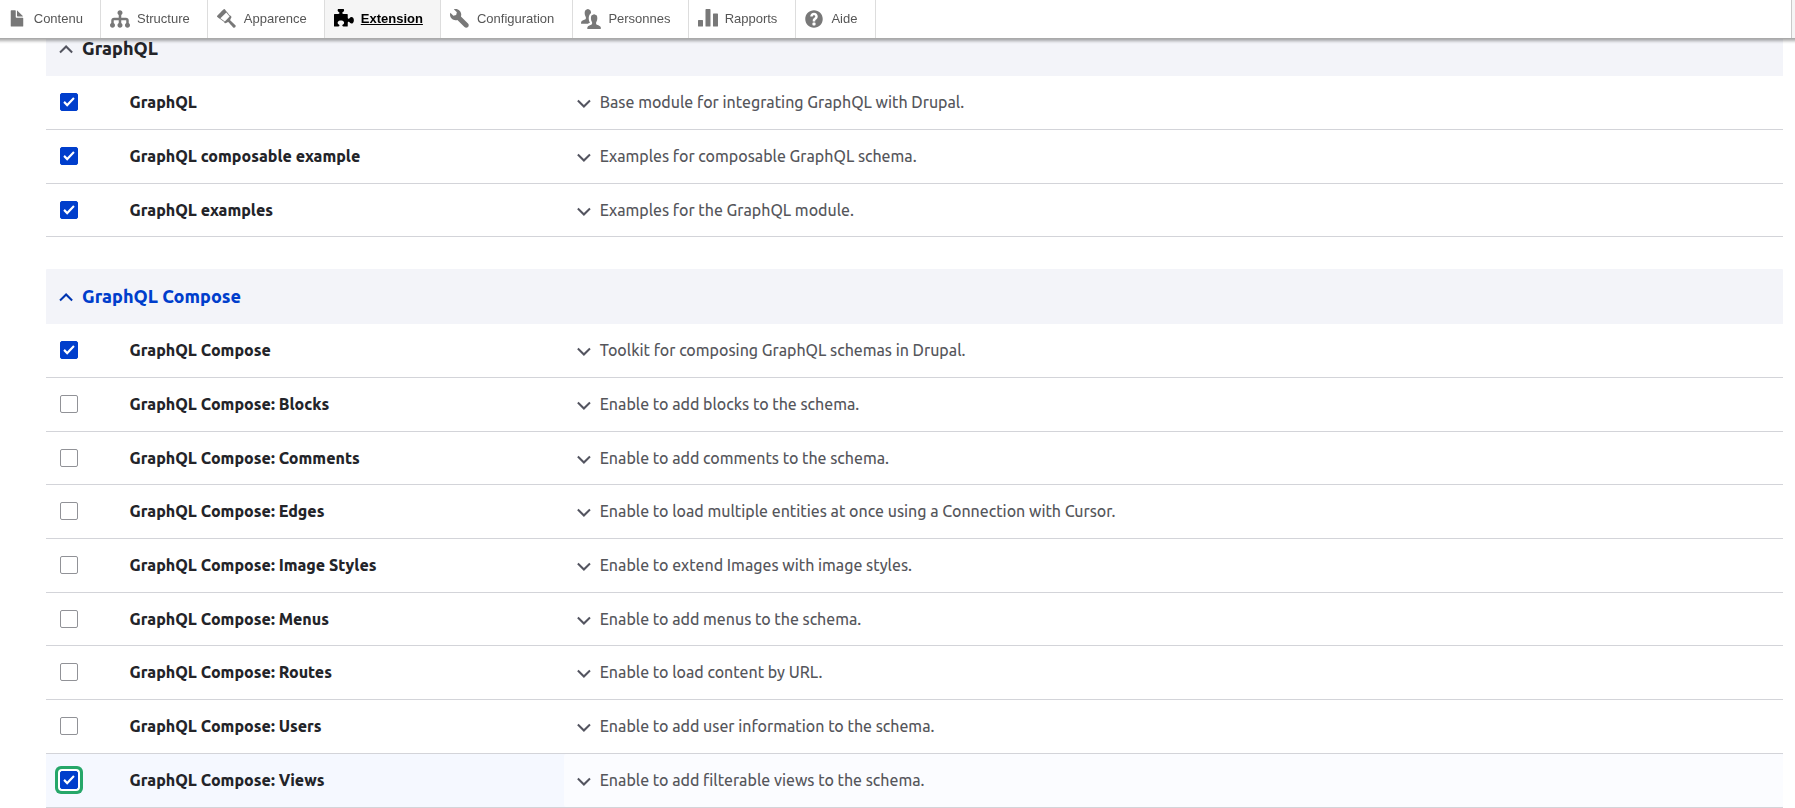 Contenu Structure Apparence Extension Configuration Personnes Rapports Aide
GraphQL
GraphQL Base module for integrating GraphQL with Drupal.
GraphQL composable example Examples for composable GraphQL schema.
GraphQL examples Examples for the GraphQL module.
GraphQL Compose
GraphQL Compose Toolkit for composing GraphQL schemas in Drupal.
GraphQL Compose: Blocks Enable to add blocks to the schema.
GraphQL Compose: Comments Enable to add comments to the schema.
GraphQL Compose: Edges Enable to load multiple entities at once using a Connection with Cursor.
GraphQL Compose: Image Styles Enable to extend Images with image styles.
GraphQL Compose: Menus Enable to add menus to the schema.
GraphQL Compose: Routes Enable to load content by URL.
GraphQL Compose: Users Enable to add user information to the schema.
GraphQL Compose: Views Enable to add filterable views to the schema.